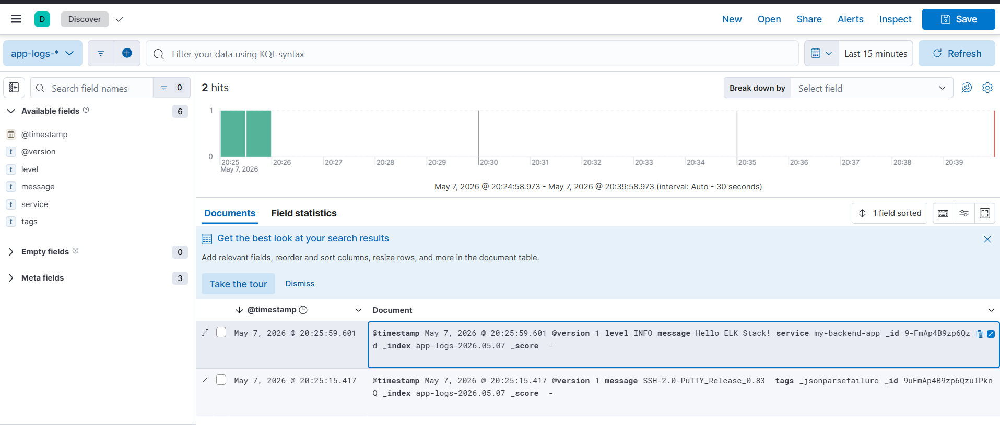 D Discover New Open Share Alerts Inspect Save
app-logs-* Filter your data using KQL syntax Last 15 minutes Refresh
Search field names 0
Available fields 6
@timestamp
t @version
t level
t message
t service
t tags
Empty fields 0
Meta fields 3
2 hits Break down by Select field
1
0
20:25 20:26 20:27 20:28 20:29 20:30 20:31 20:32 20:33 20:34 20:35 20:36 20:37 20:38 20:39
May 7, 2026
May 7, 2026 @ 20:24:58.973 - May 7, 2026 @ 20:39:58.973 (interval: Auto - 30 seconds)
Documents Field statistics 1 field sorted
Get the best look at your search results
Add relevant fields, reorder and sort columns, resize rows, and more in the document table.
Take the tour Dismiss
@timestamp Document
May 7, 2026 @ 20:25:59.601 @timestamp May 7, 2026 @ 20:25:59.601 @version 1 level INFO message Hello ELK Stack! service my-backend-app _id
d _index app-logs-2026.05.07 _score -
May 7, 2026 @ 20:25:15.417 @timestamp May 7, 2026 @ 20:25:15.417 @version 1 message SSH-2.0-PuTTY_Release_0.83 tags _jsonparsefailure _id 9uFmAp4B9zp6QzulPkn
Q _index app-logs-2026.05.07 _score -